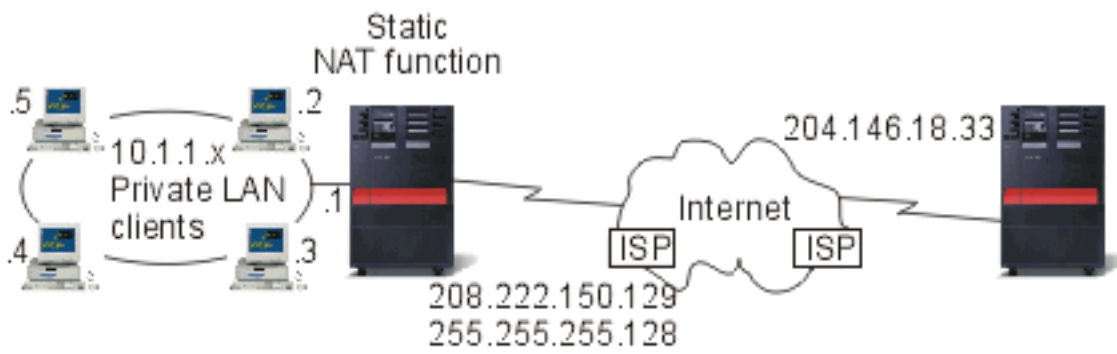 Static
NAT function
.5
.2
10.1.1.x
Private LAN
clients
.1
.4
.3
204.146.18.33
Internet
ISP
ISP
208.222.150.129
255.255.255.128